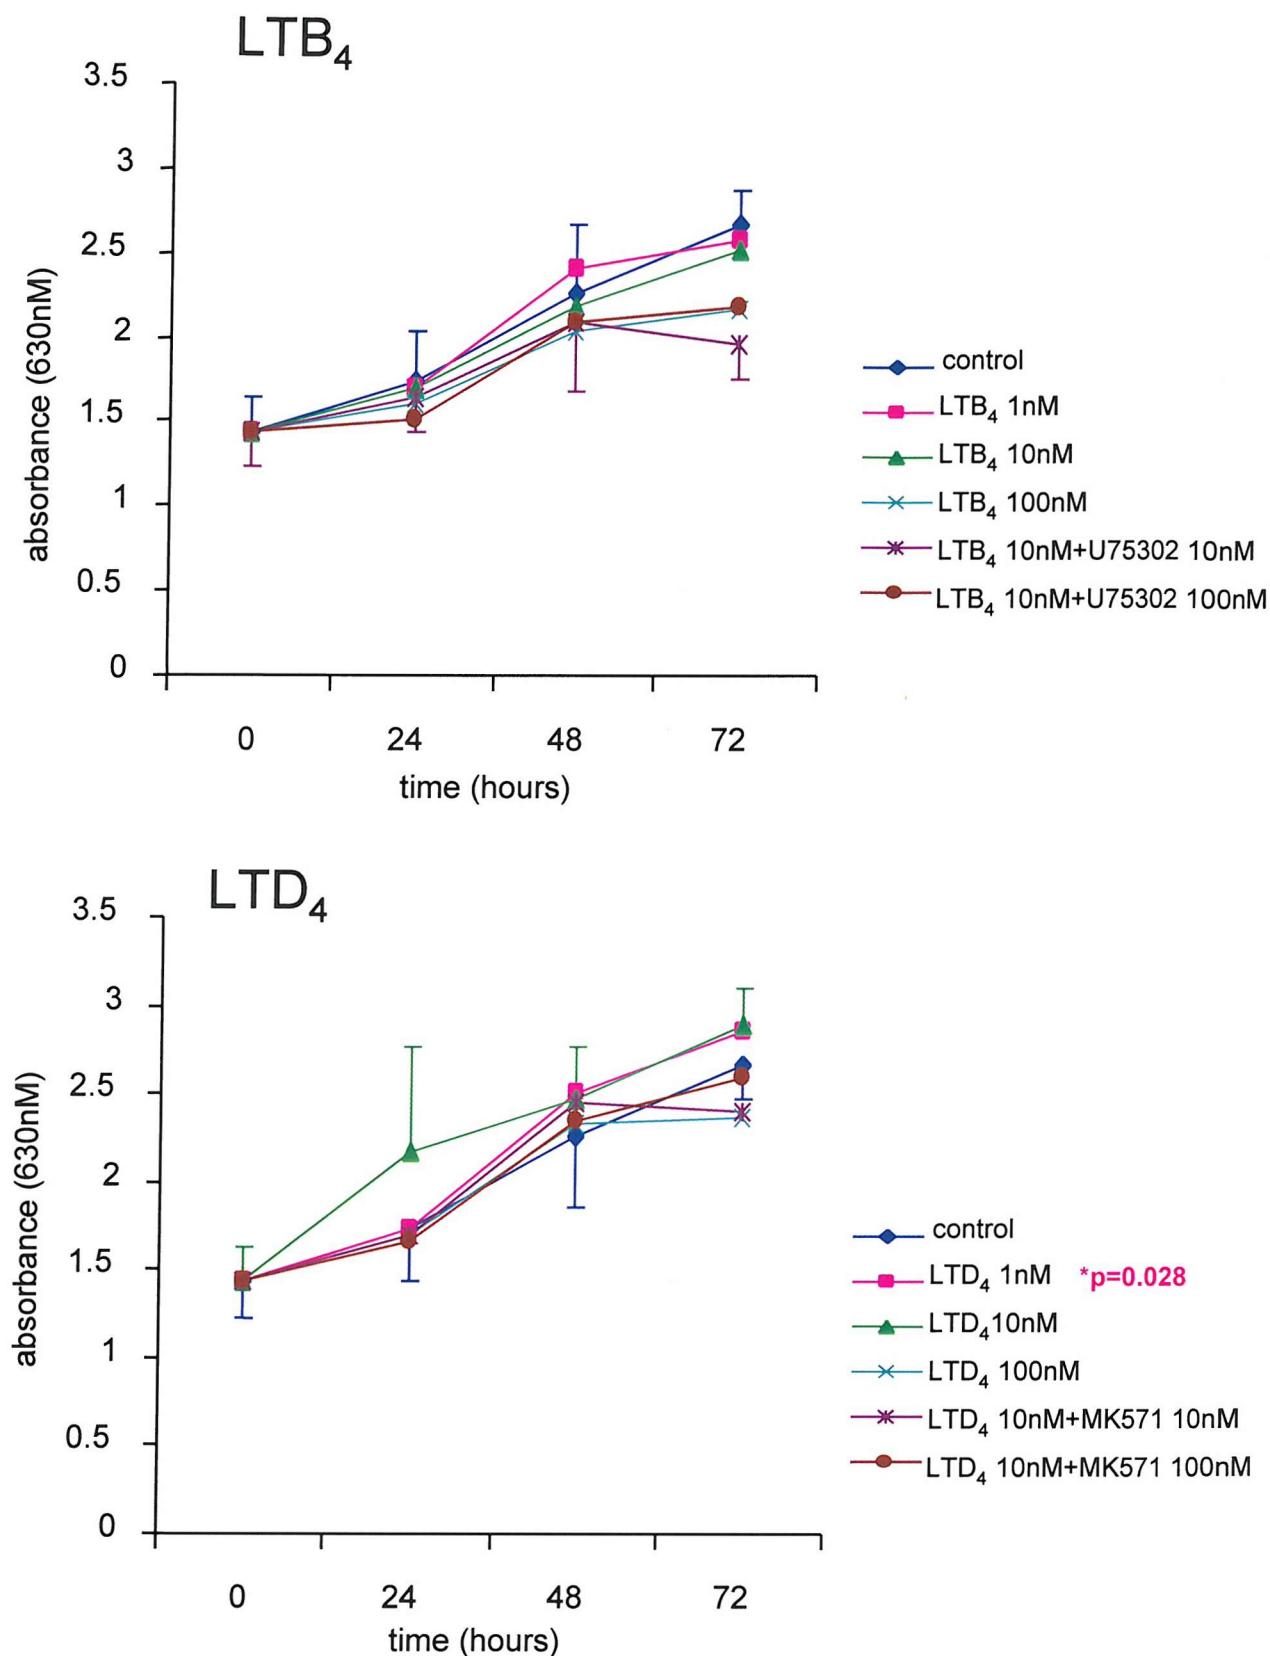 LTB₄
3.5
3
2.5
2
1.5
1
0.5
0
absorbance (630nM)
0 24 48 72
time (hours)
control
LTB₄ 1nM
LTB₄ 10nM
LTB₄ 100nM
LTB₄ 10nM+U75302 10nM
LTB₄ 10nM+U75302 100nM
LTD₄
3.5
3
2.5
2
1.5
1
0.5
0
absorbance (630nM)
0 24 48 72
time (hours)
control
LTD₄ 1nM *p=0.028
LTD₄10nM
LTD₄ 100nM
LTD₄ 10nM+MK571 10nM
LTD₄ 10nM+MK571 100nM